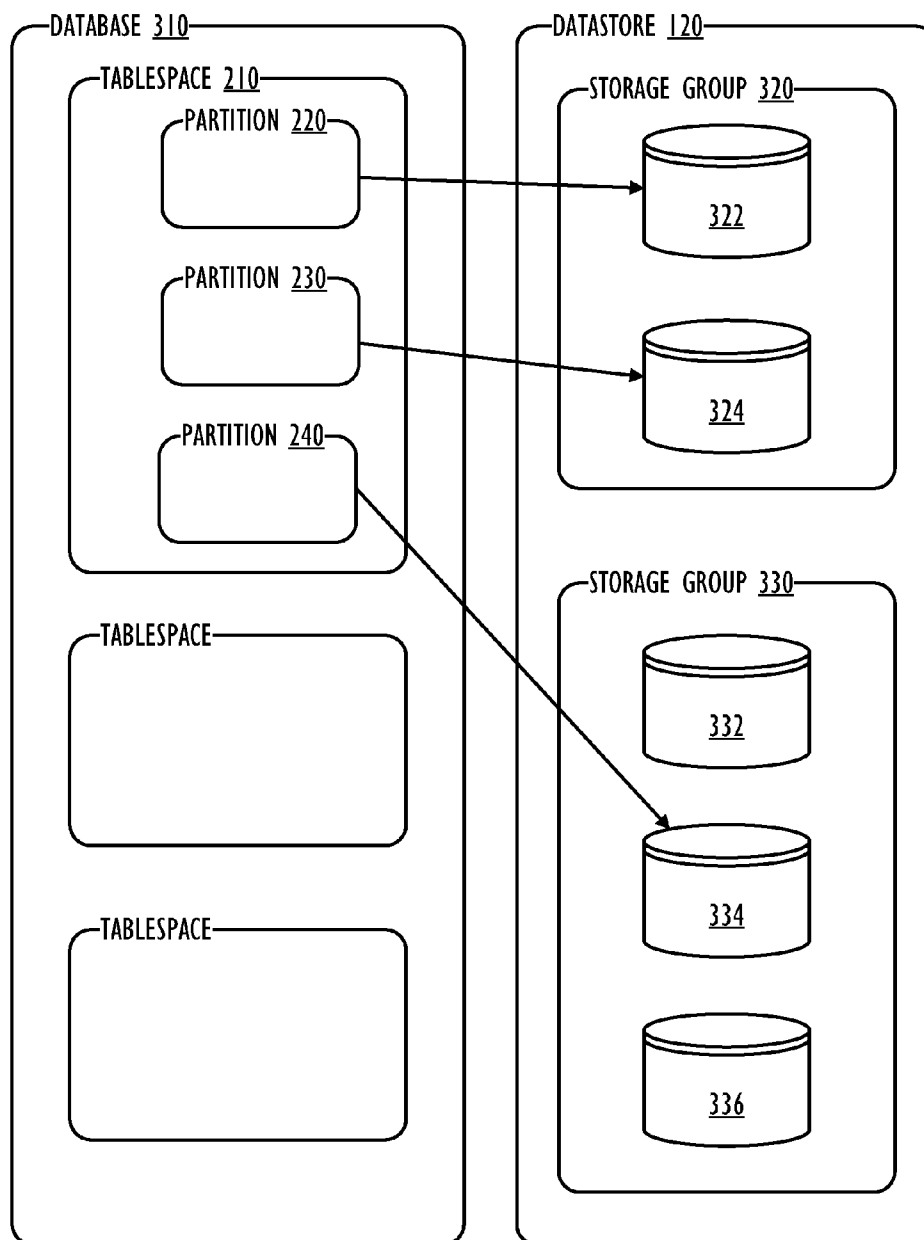 DATABASE 310
TABLESPACE 210
PARTITION 220
PARTITION 230
PARTITION 240
TABLESPACE
TABLESPACE
DATASTORE 120
STORAGE GROUP 320
322
324
STORAGE GROUP 330
332
334
336